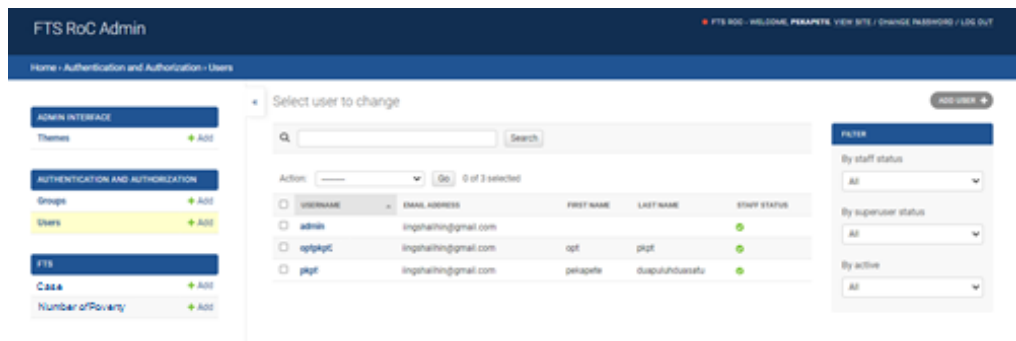 FTS RoC Admin
FTS ROC - WELCOME, PEKAPETE. VIEW SITE / CHANGE PASSWORD / LOG OUT
Home › Authentication and Authorization › Users
«
Select user to change
ADD USER +
ADMIN INTERFACE
Themes + Add
AUTHENTICATION AND AUTHORIZATION
Groups + Add
Users + Add
FTS
Case + Add
Number of Poverty + Add
Search
Action: -------- Go 0 of 3 selected
USERNAME EMAIL ADDRESS FIRST NAME LAST NAME STAFF STATUS
admin lingshalihin@gmail.com
optpkpt lingshalihin@gmail.com opt pkpt
pkpt lingshalihin@gmail.com pekapete duapuluhduasatu
FILTER
By staff status
All
By superuser status
All
By active
All